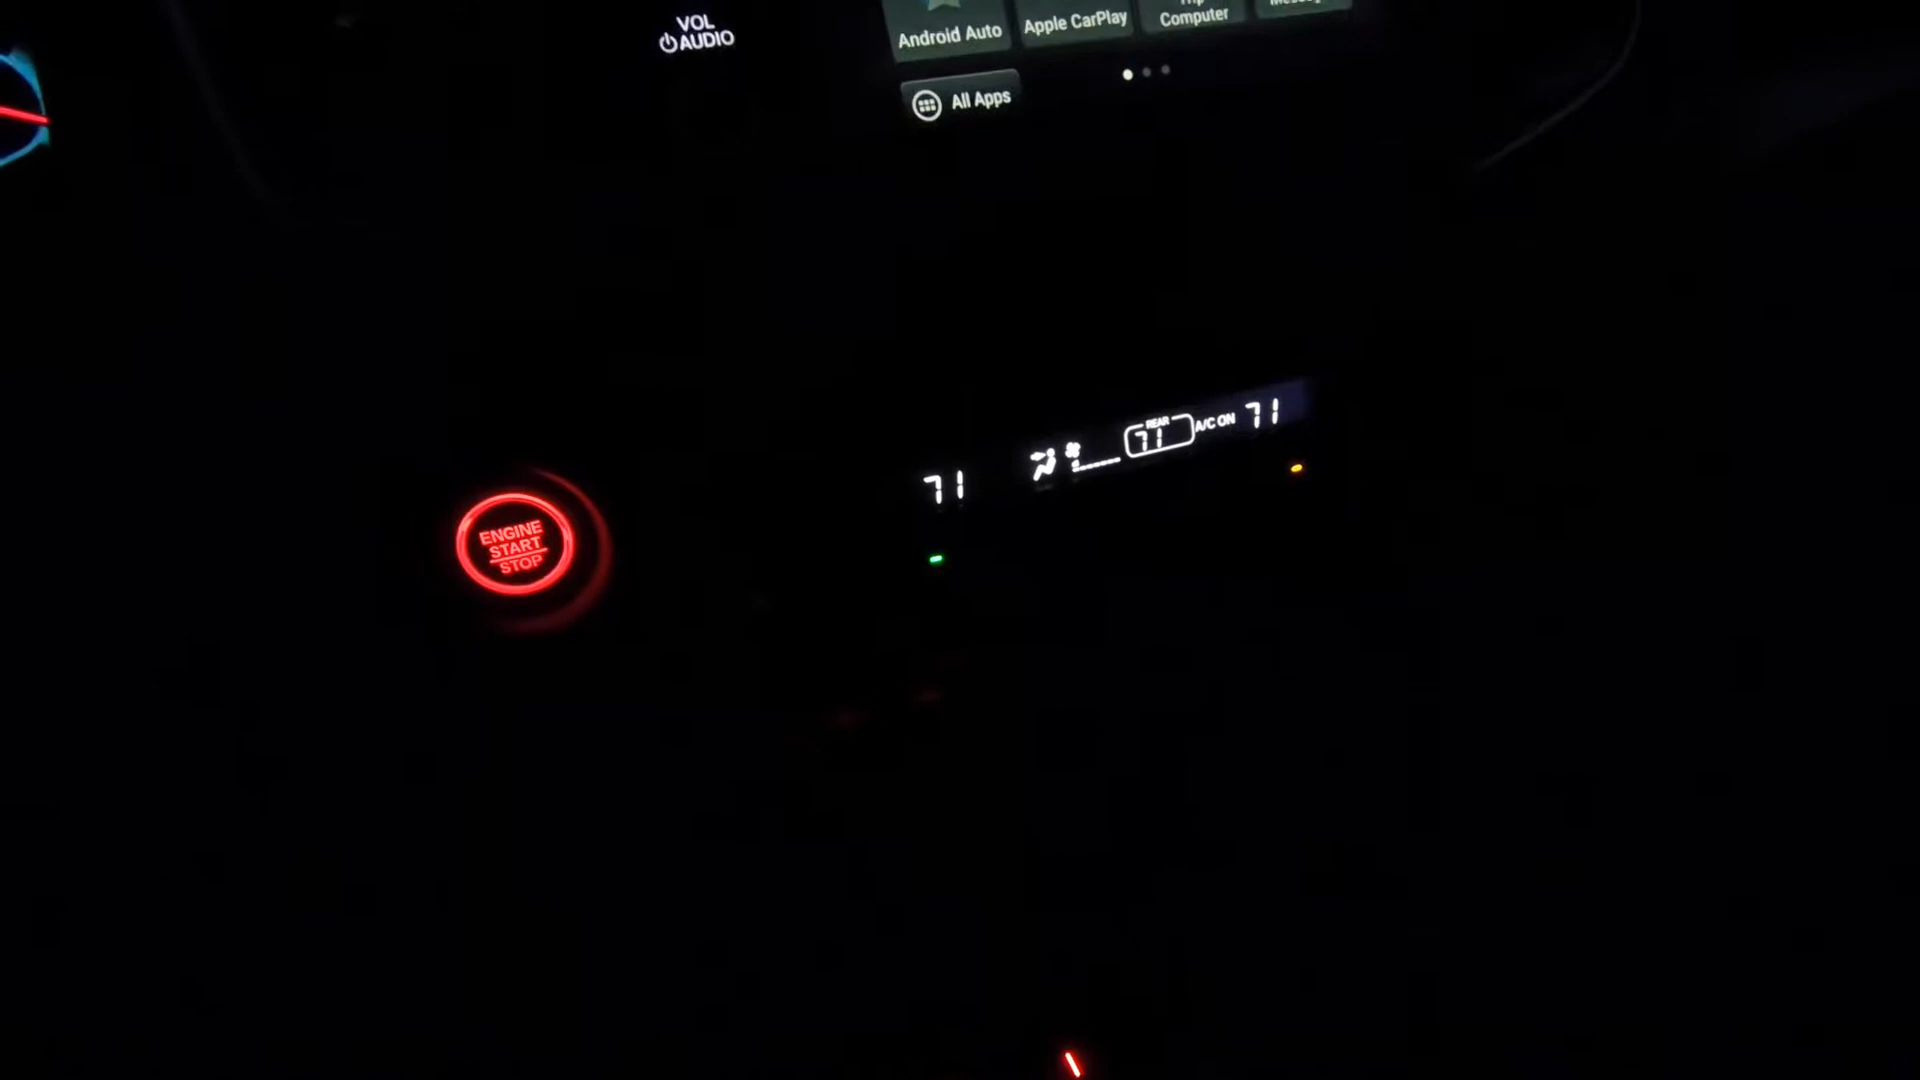 VOL
AUDIO
Android Auto
Apple CarPlay
Computer
All Apps
REAR
71
A/C ON
71
71
ENGINE
START
STOP